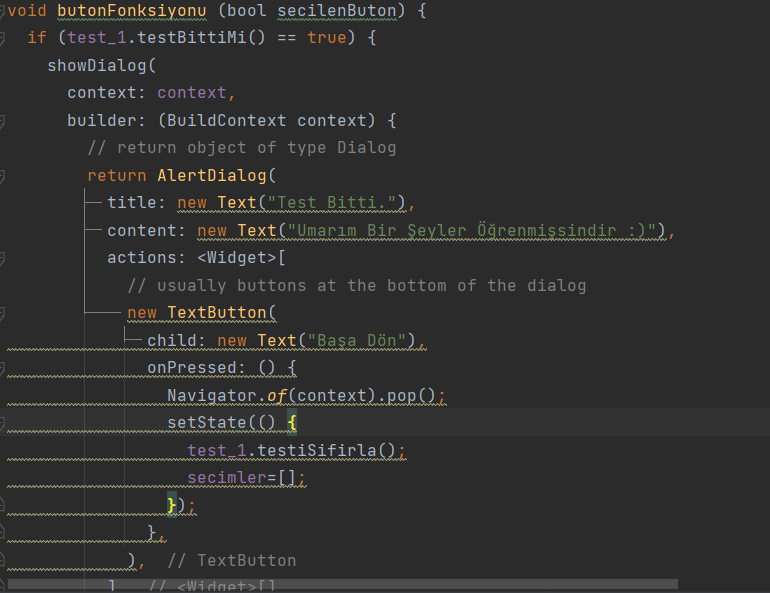 void butonFonksiyonu (bool secilenButon) {
if (test_1.testBittiMi() == true) {
showDialog(
context: context,
builder: (BuildContext context) {
// return object of type Dialog
return AlertDialog(
title: new Text("Test Bitti."),
content: new Text("Umarım Bir Şeyler Öğrenmişsindir :)"),
actions: <Widget>[
// usually buttons at the bottom of the dialog
new TextButton(
child: new Text("Başa Dön"),
onPressed: () {
Navigator.of(context).pop();
setState(() {
test_1.testiSifirla();
secimler=[];
});
},
), // TextButton
] // <Widget>[]